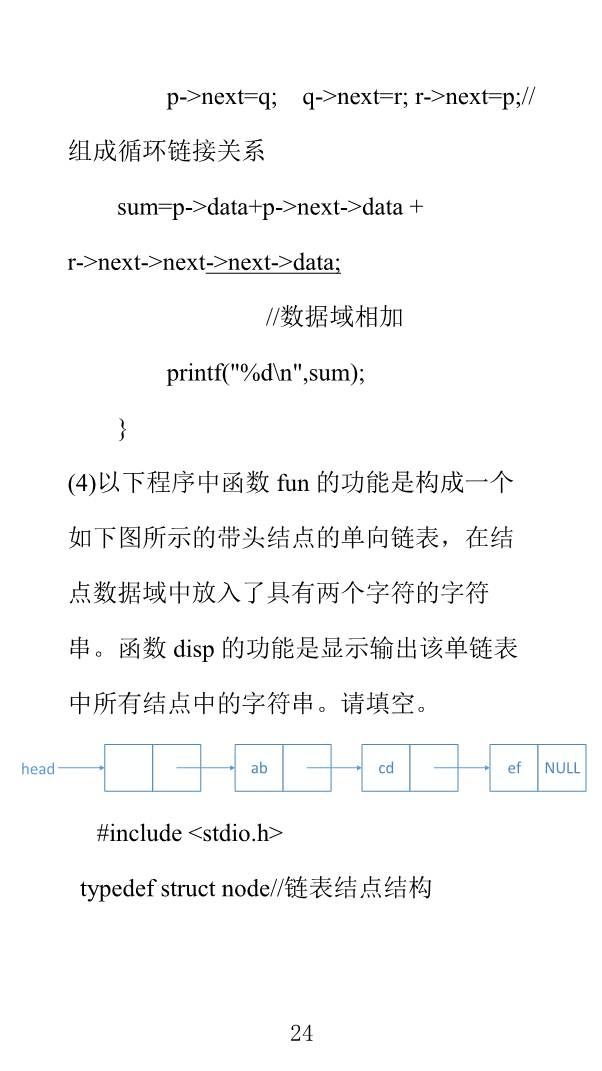 p->next=q; q->next=r; r->next=p;//
组成循环链接关系
sum=p->data+p->next->data +
r->next->next->next->data;
//数据域相加
printf("%d\n",sum);
}
(4)以下程序中函数 fun 的功能是构成一个
如下图所示的带头结点的单向链表，在结
点数据域中放入了具有两个字符的字符
串。函数 disp 的功能是显示输出该单链表
中所有结点中的字符串。请填空。
head ab cd ef NULL
#include <stdio.h>
typedef struct node//链表结点结构
24